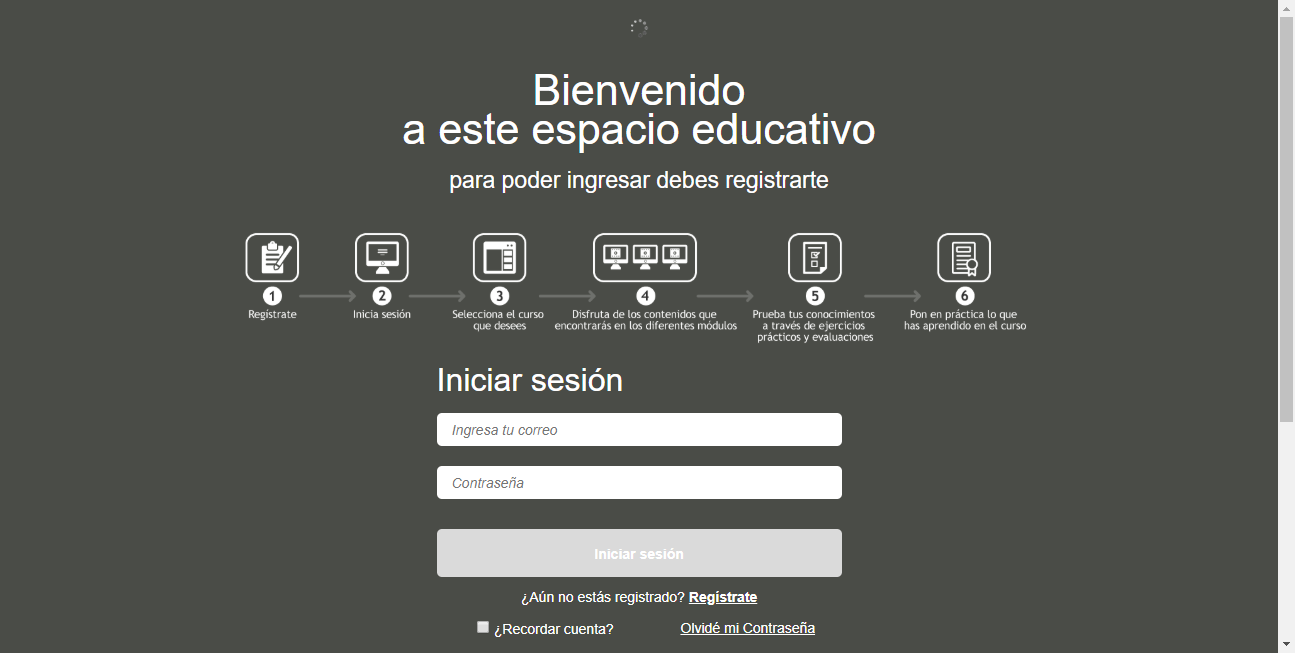 Bienvenido
a este espacio educativo
para poder ingresar debes registrarte
1
Regístrate
2
Inicia sesión
3
Selecciona el curso
que desees
4
Disfruta de los contenidos que
encontrarás en los diferentes módulos
5
Prueba tus conocimientos
a través de ejercicios
prácticos y evaluaciones
6
Pon en práctica lo que
has aprendido en el curso
Iniciar sesión
Ingresa tu correo
Contraseña
Iniciar sesión
¿Aún no estás registrado? Regístrate
¿Recordar cuenta? Olvidé mi Contraseña